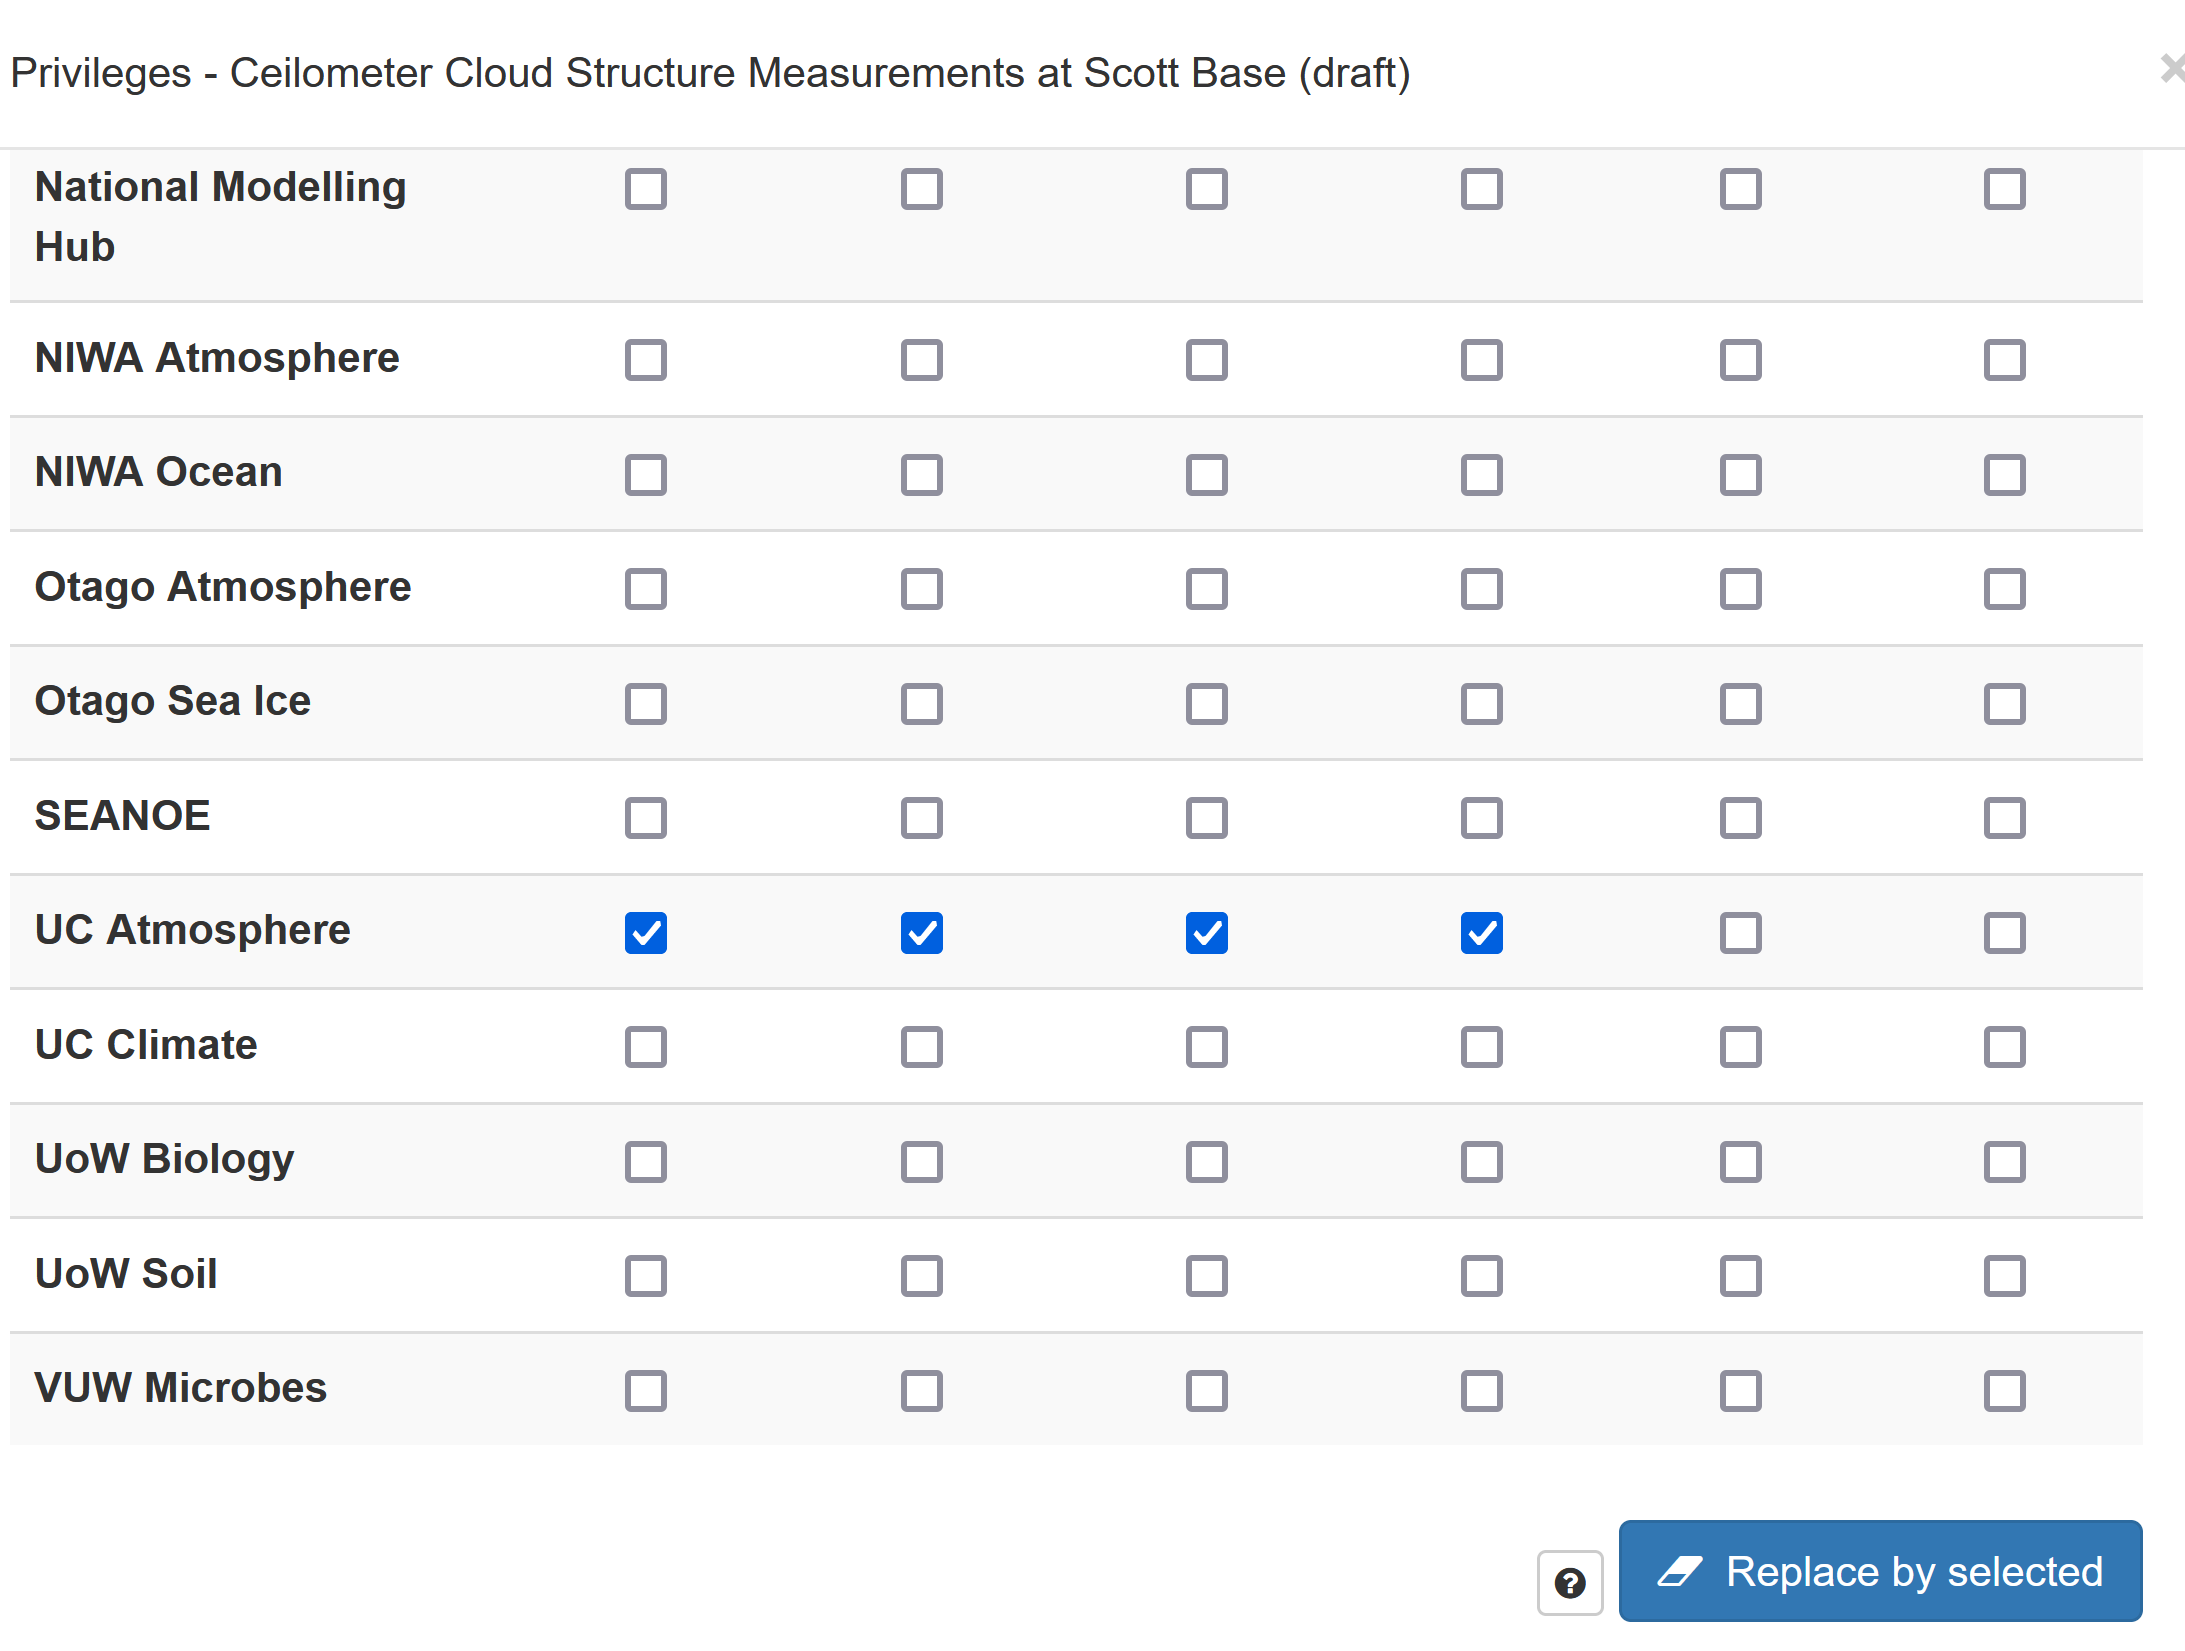 Privileges - Ceilometer Cloud Structure Measurements at Scott Base (draft)
National Modelling
Hub
NIWA Atmosphere
NIWA Ocean
Otago Atmosphere
Otago Sea Ice
SEANOE
UC Atmosphere
UC Climate
UoW Biology
UoW Soil
VUW Microbes
Replace by selected